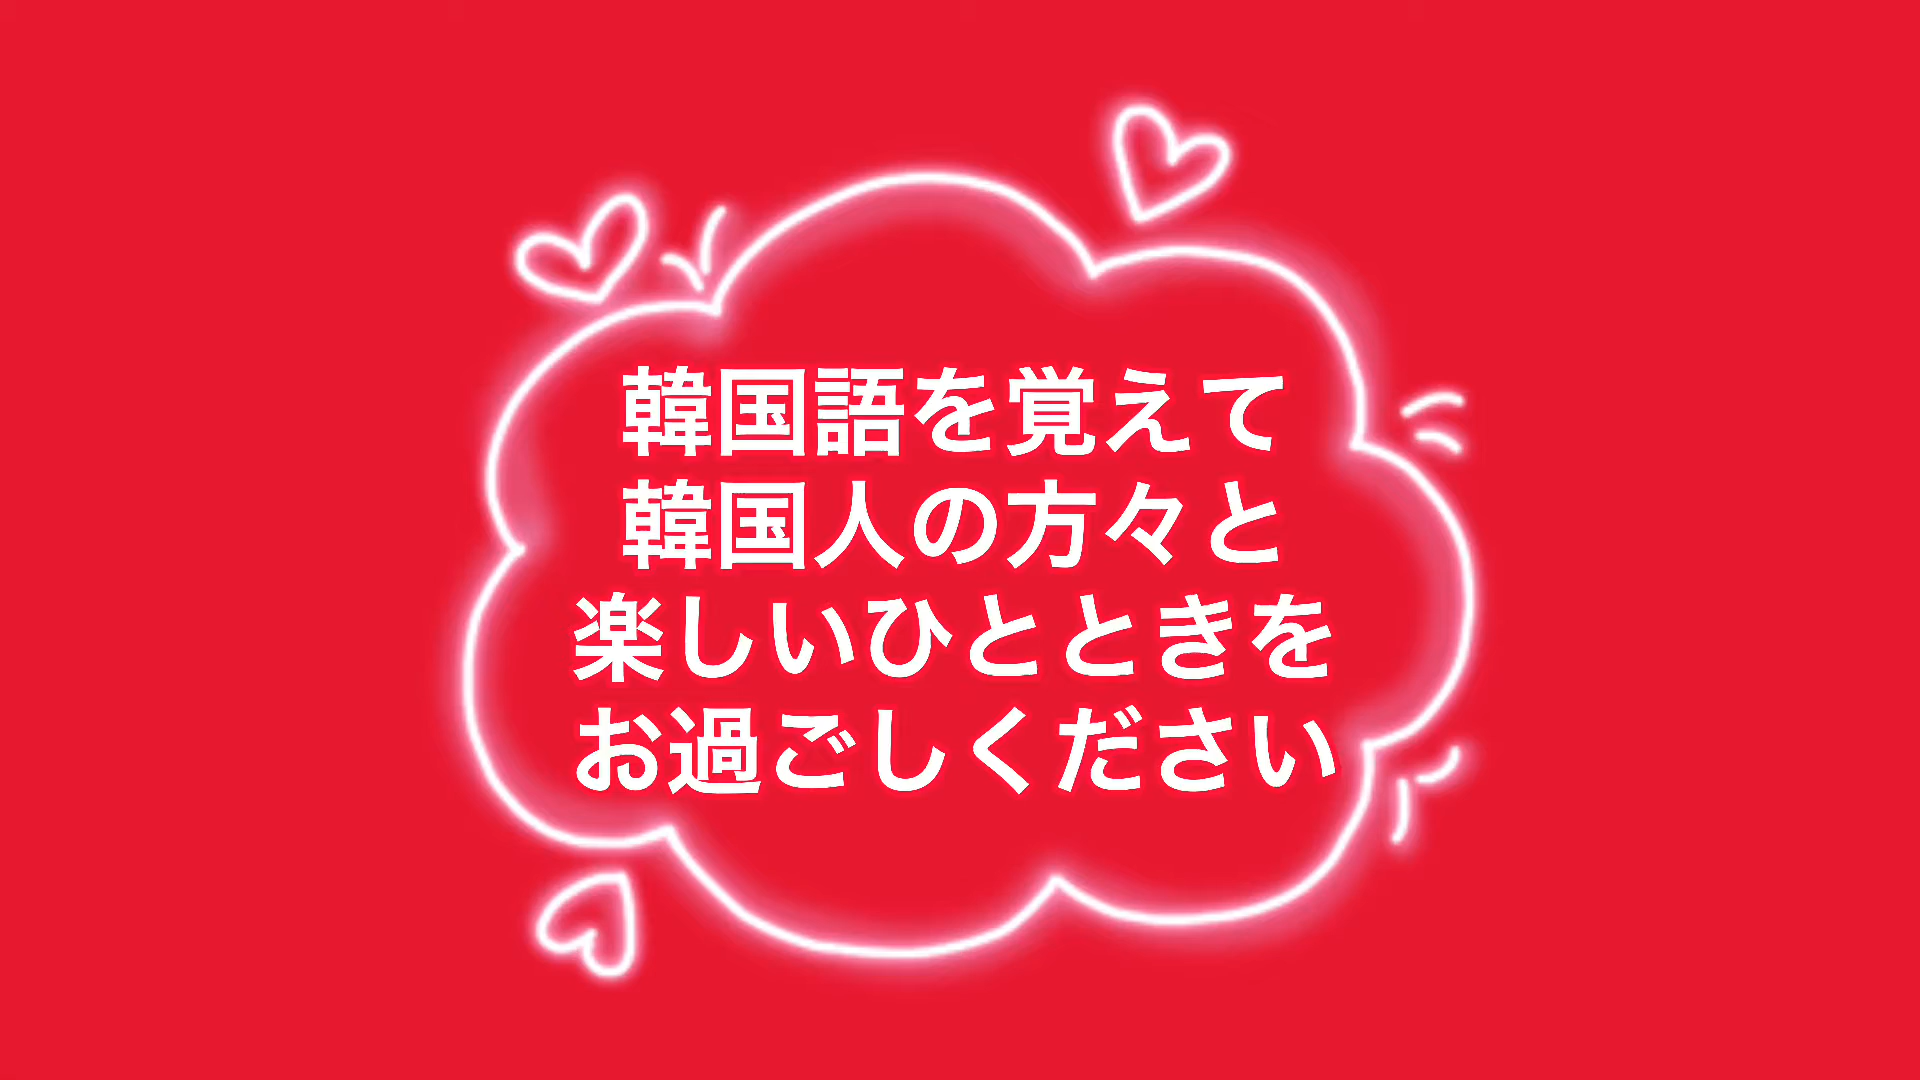 韓国語を覚えて
韓国人の方々と
楽しいひとときを
お過ごしください